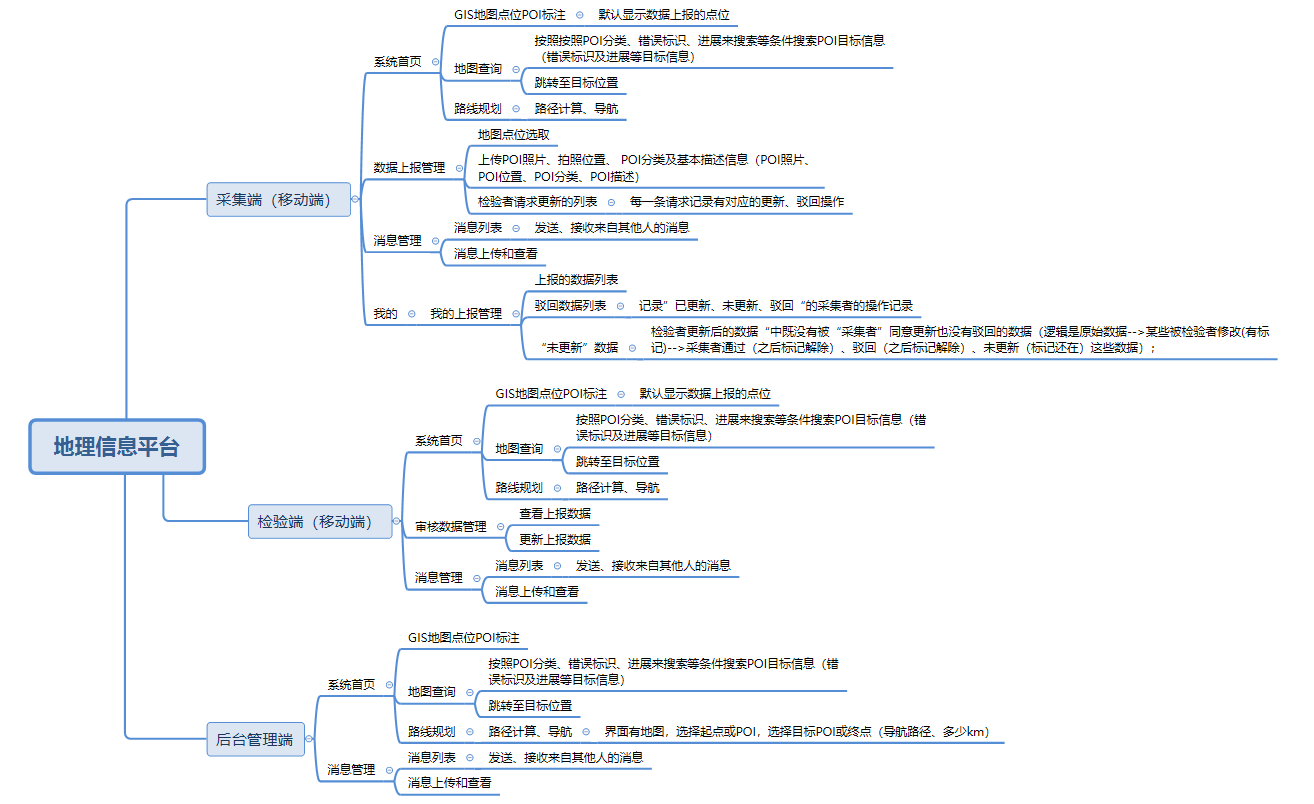 地理信息平台
采集端（移动端）
系统首页
GIS地图点位POI标注
默认显示数据上报的点位
地图查询
按照按照POI分类、错误标识、进展来搜索等条件搜索POI目标信息
（错误标识及进展等目标信息）
跳转至目标位置
路线规划
路径计算、导航
数据上报管理
地图点位选取
上传POI照片、拍照位置、 POI分类及基本描述信息（POI照片、
POI位置、POI分类、POI描述）
检验者请求更新的列表
每一条请求记录有对应的更新、驳回操作
消息管理
消息列表
发送、接收来自其他人的消息
消息上传和查看
我的
我的上报管理
上报的数据列表
驳回数据列表
记录”已更新、未更新、驳回“的采集者的操作记录
“未更新”数据
检验者更新后的数据“中既没有被“采集者”同意更新也没有驳回的数据（逻辑是原始数据-->某些被检验者修改(有标
记)-->采集者通过（之后标记解除）、驳回（之后标记解除）、未更新（标记还在）这些数据）；
检验端（移动端）
系统首页
GIS地图点位POI标注
默认显示数据上报的点位
地图查询
按照POI分类、错误标识、进展来搜索等条件搜索POI目标信息（错
误标识及进展等目标信息）
跳转至目标位置
路线规划
路径计算、导航
审核数据管理
查看上报数据
更新上报数据
消息管理
消息列表
发送、接收来自其他人的消息
消息上传和查看
后台管理端
系统首页
GIS地图点位POI标注
地图查询
按照POI分类、错误标识、进展来搜索等条件搜索POI目标信息（错
误标识及进展等目标信息）
跳转至目标位置
路线规划
路径计算、导航
界面有地图，选择起点或POI，选择目标POI或终点（导航路径、多少km）
消息管理
消息列表
发送、接收来自其他人的消息
消息上传和查看